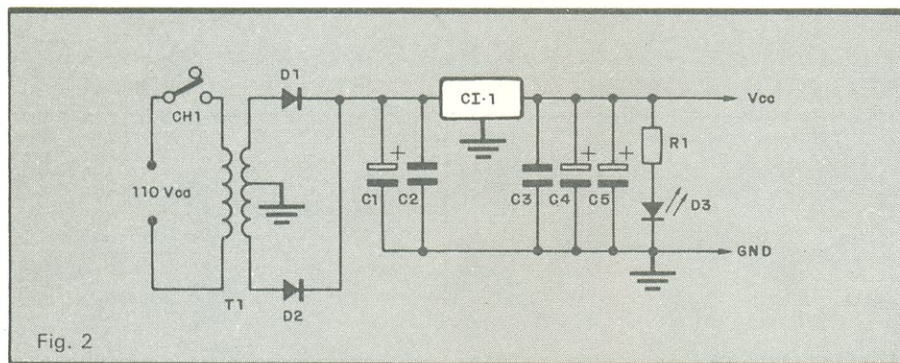 D1
CH1
110 Vca
T1
D2
C1
+
C2
CI·1
C3
+
C4
+
C5
R1
D3
Vcc
GND
Fig. 2